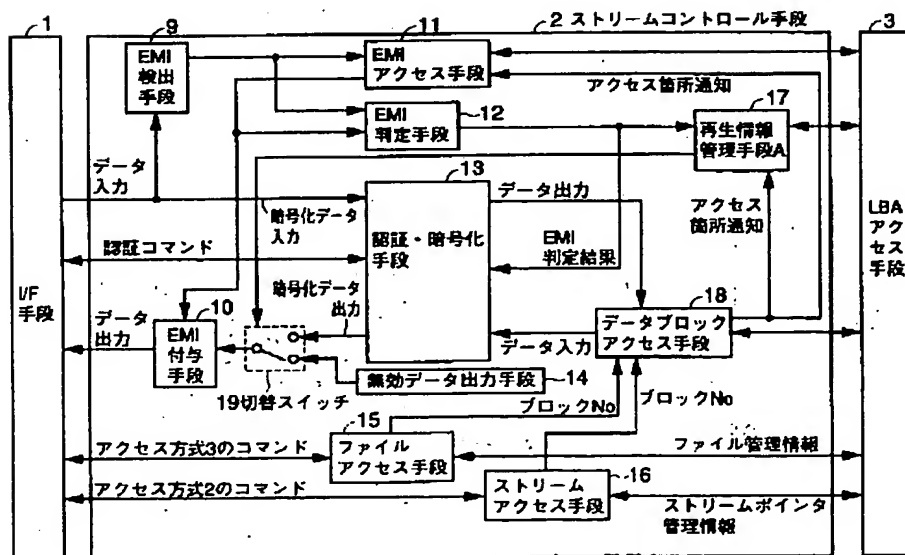 1
2 ストリームコントロール手段
3
9
EMI
検出
手段
11
EMI
アクセス手段
アクセス箇所通知
12
EMI
判定手段
17
再生情報
管理手段A
データ
入力
暗号化データ
入力
13
認証・暗号化
手段
データ出力
アクセス
箇所通知
LBA
アク
セス
手段
認証コマンド
EMI
判定結果
I/F
手段
データ
出力
10
EMI
付与
手段
暗号化データ
出力
18
データブロック
アクセス手段
データ入力
19切替スイッチ
無効データ出力手段
14
ブロックNo
ブロックNo
15
ファイル
アクセス手段
アクセス方式3のコマンド
ファイル管理情報
アクセス方式2のコマンド
16
ストリーム
アクセス手段
ストリームポインタ
管理情報